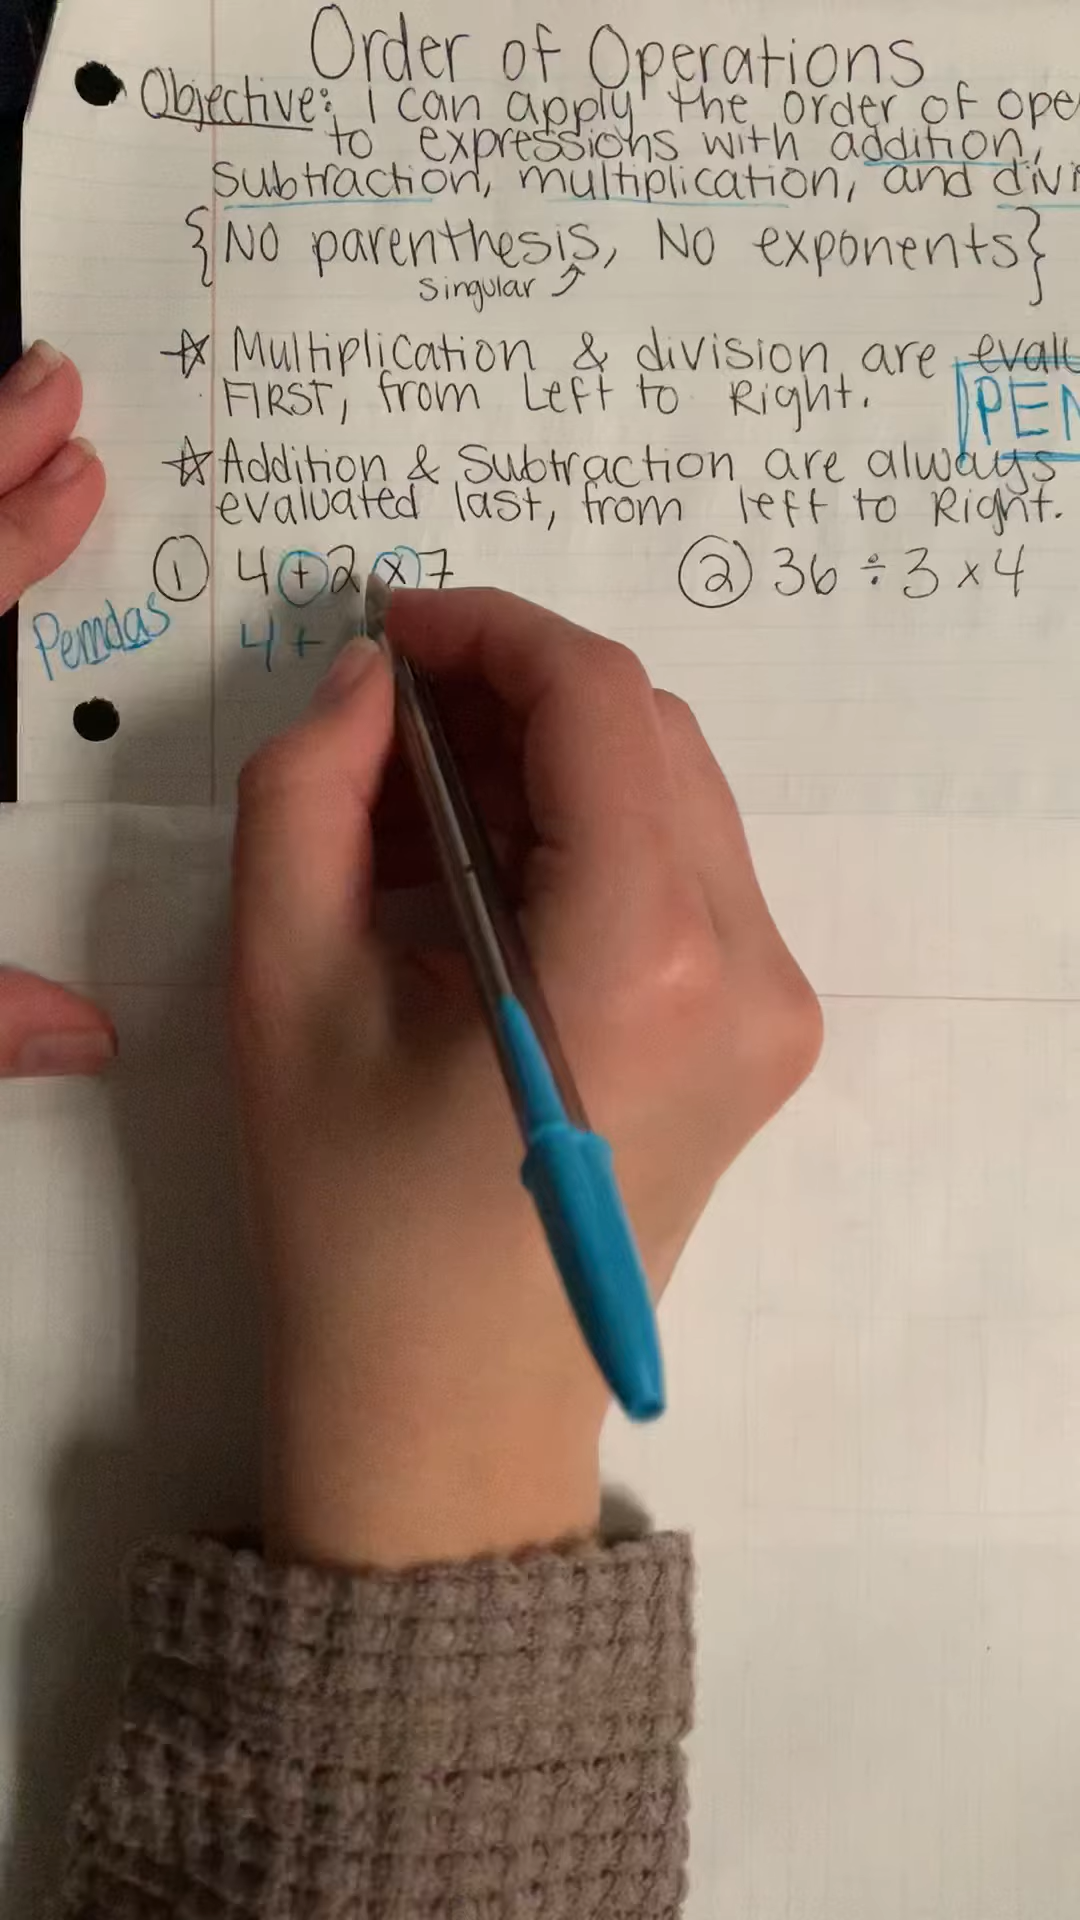 Order of Operations
Objective: I can apply the order of ope
to expressions with addition,
subtraction, multiplication, and divi
{No parenthesis, No exponents}
singular
☆ Multiplication & division are evalu
FIRST, from Left to Right.
PEM
☆ Addition & Subtraction are always
evaluated last, from left to Right.
① 4 + 2 × 7
② 36 ÷ 3 × 4
Pemdas
4 +